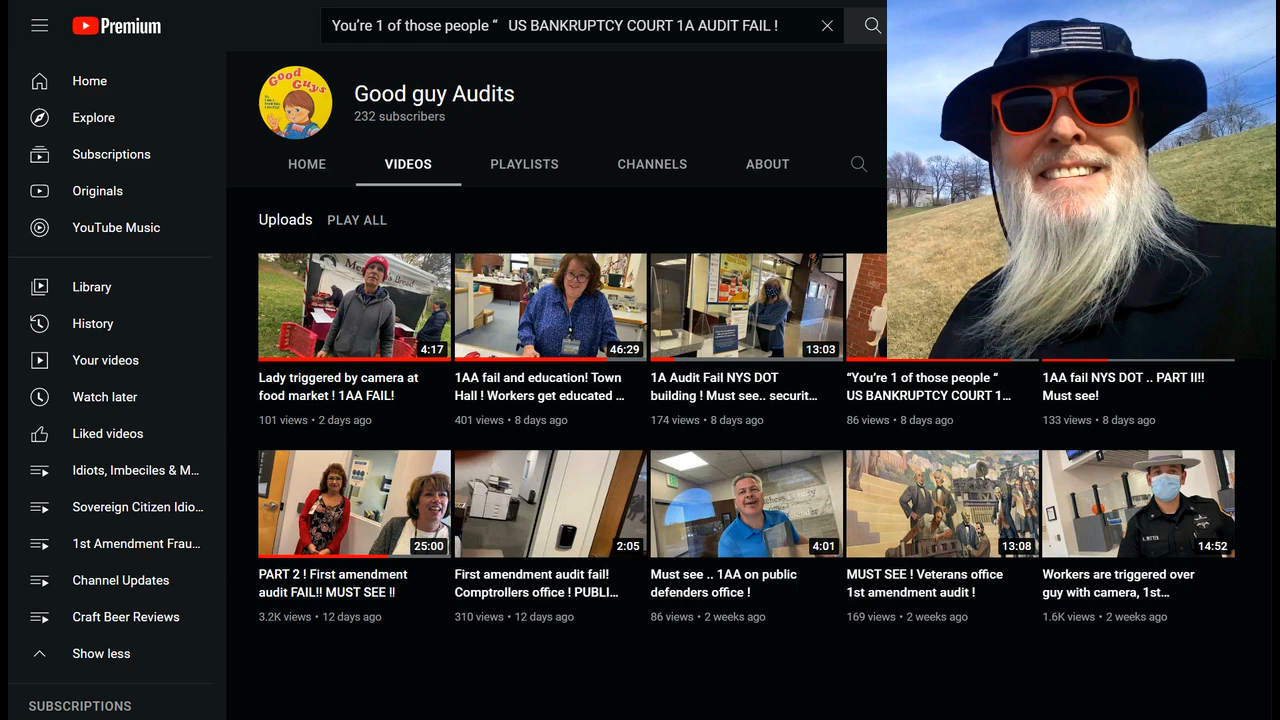 Premium
You’re 1 of those people “ US BANKRUPTCY COURT 1A AUDIT FAIL !
Home
Explore
Subscriptions
Originals
YouTube Music
Library
History
Your videos
Watch later
Liked videos
Idiots, Imbeciles & M...
Sovereign Citizen Idio...
1st Amendment Frau...
Channel Updates
Craft Beer Reviews
Show less
SUBSCRIPTIONS
Good Guys
Good guy Audits
232 subscribers
HOME VIDEOS PLAYLISTS CHANNELS ABOUT
Uploads PLAY ALL
4:17
Lady triggered by camera at
food market ! 1AA FAIL!
101 views • 2 days ago
46:29
1AA fail and education! Town
Hall ! Workers get educated ...
401 views • 8 days ago
13:03
1A Audit Fail NYS DOT
building ! Must see.. securit...
174 views • 8 days ago
“You’re 1 of those people “
US BANKRUPTCY COURT 1...
86 views • 8 days ago
1AA fail NYS DOT .. PART II!!
Must see!
133 views • 8 days ago
25:00
PART 2 ! First amendment
audit FAIL!! MUST SEE !!
3.2K views • 12 days ago
2:05
First amendment audit fail!
Comptrollers office ! PUBLI...
310 views • 12 days ago
4:01
Must see .. 1AA on public
defenders office !
86 views • 2 weeks ago
13:08
MUST SEE ! Veterans office
1st amendment audit !
169 views • 2 weeks ago
14:52
Workers are triggered over
guy with camera, 1st...
1.6K views • 2 weeks ago